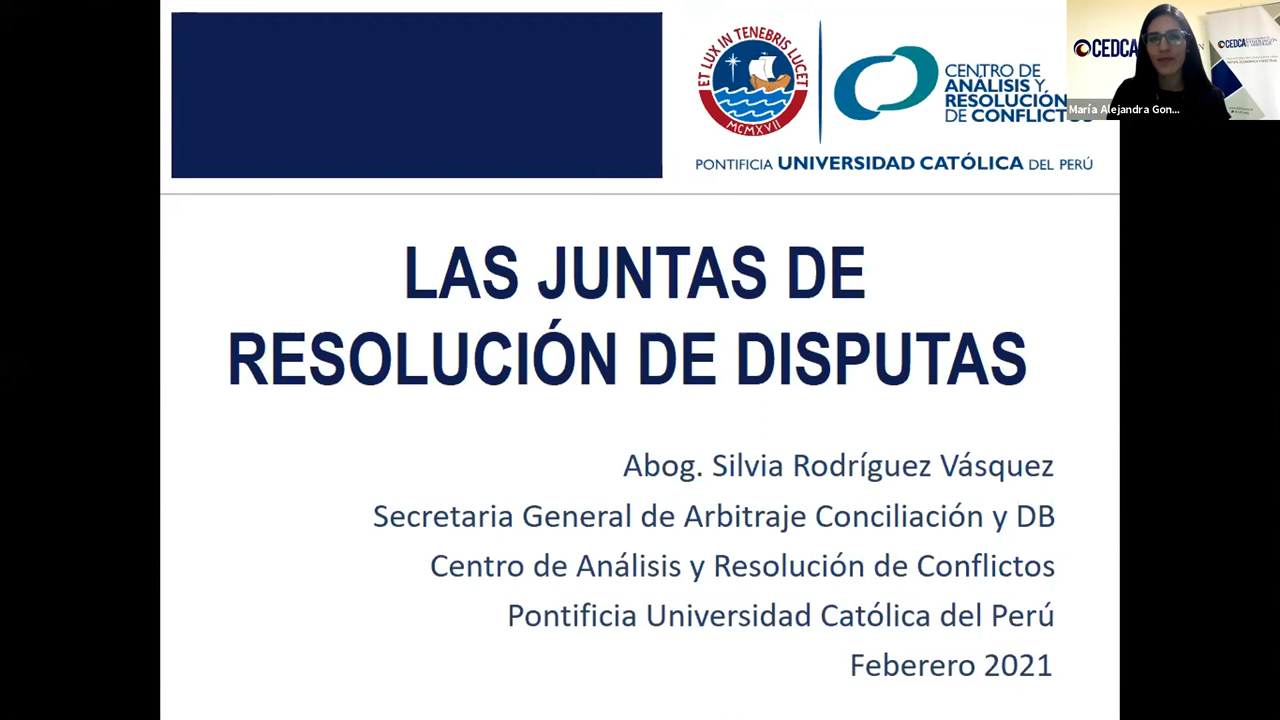 ET LUX IN TENEBRIS LUCET
MCMXVII
CENTRO DE
ANÁLISIS Y
RESOLUCIÓN
DE CONFLICTOS
PONTIFICIA UNIVERSIDAD CATÓLICA DEL PERÚ
CEDCA
CEDCA
María Alejandra Gon...
LAS JUNTAS DE
RESOLUCIÓN DE DISPUTAS
Abog. Silvia Rodríguez Vásquez
Secretaria General de Arbitraje Conciliación y DB
Centro de Análisis y Resolución de Conflictos
Pontificia Universidad Católica del Perú
Feberero 2021